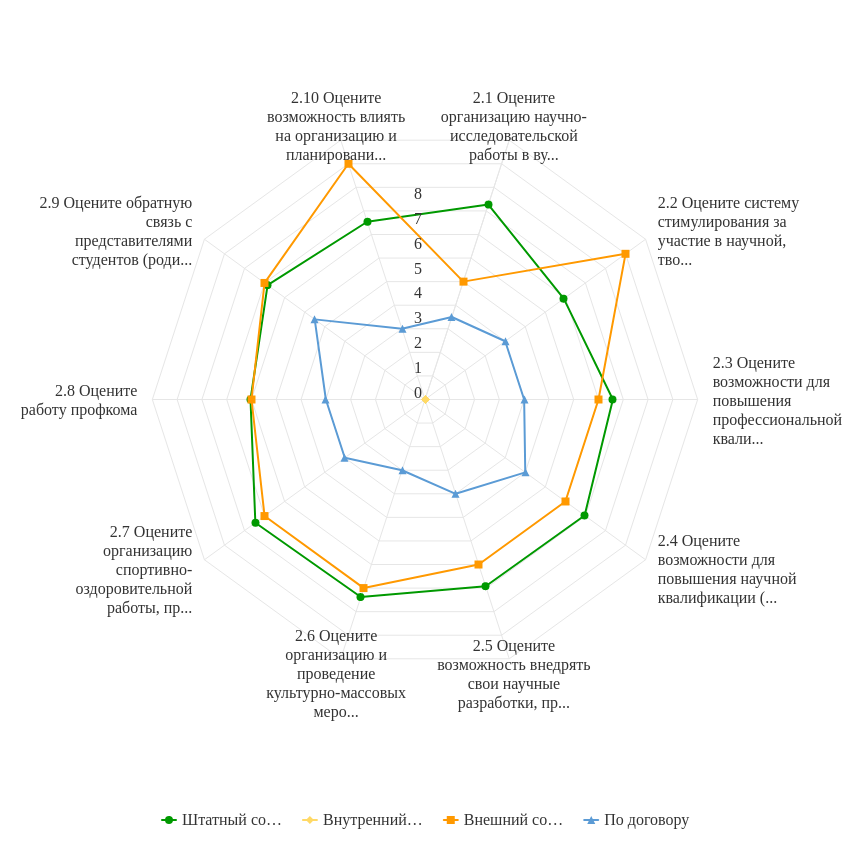 2.10 Оцените
возможность влиять
на организацию и
планировани...
2.1 Оцените
организацию научно-
исследовательской
работы в ву...
2.9 Оцените обратную
связь с
представителями
студентов (роди...
2.2 Оцените систему
стимулирования за
участие в научной,
тво...
8
7
6
5
4
3
2
1
0
2.8 Оцените
работу профкома
2.3 Оцените
возможности для
повышения
профессиональной
квали...
2.7 Оцените
организацию
спортивно-
оздоровительной
работы, пр...
2.4 Оцените
возможности для
повышения научной
квалификации (...
2.6 Оцените
организацию и
проведение
культурно-массовых
меро...
2.5 Оцените
возможность внедрять
свои научные
разработки, пр...
Штатный со… Внутренний… Внешний со… По договору